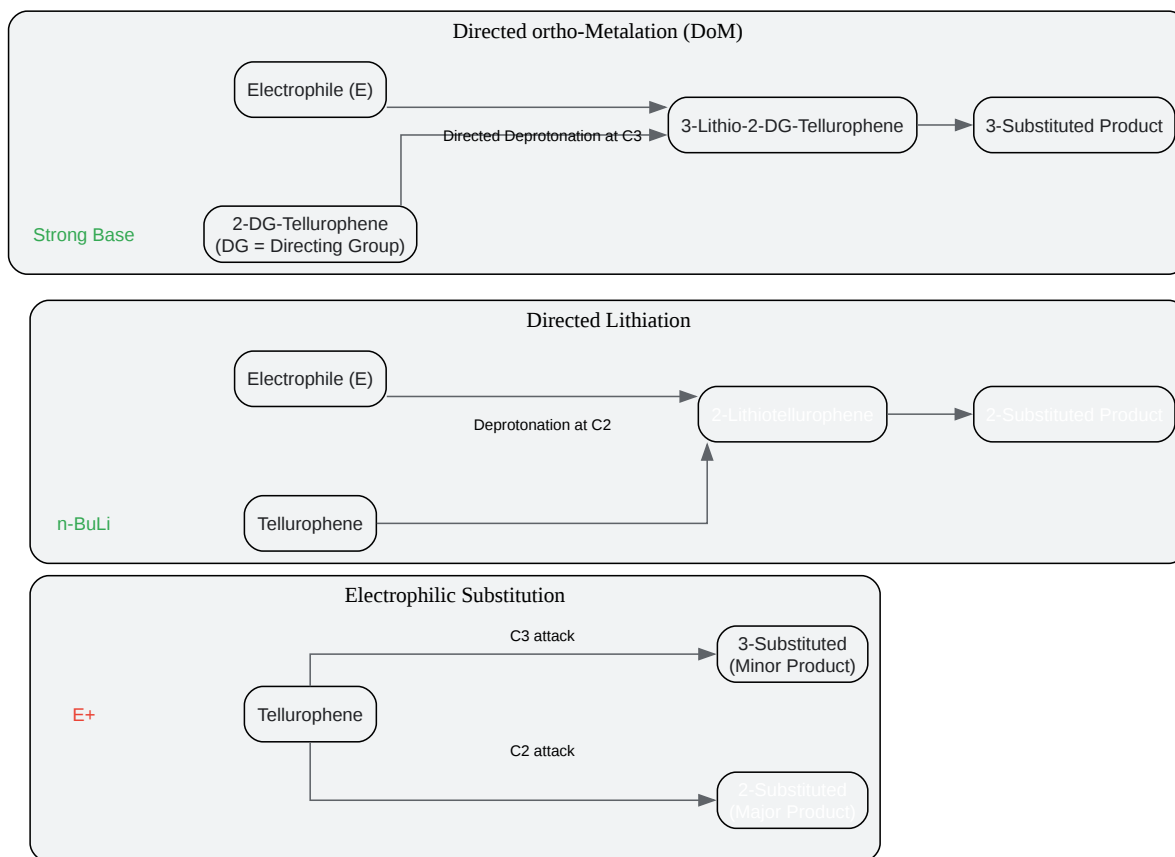 Directed ortho-Metalation (DoM)
Electrophile (E)
3-Lithio-2-DG-Tellurophene
3-Substituted Product
Directed Deprotonation at C3
2-DG-Tellurophene
(DG = Directing Group)
Strong Base
Directed Lithiation
Electrophile (E)
2-Lithiotellurophene
2-Substituted Product
Deprotonation at C2
n-BuLi
Tellurophene
Electrophilic Substitution
C3 attack
3-Substituted
(Minor Product)
Tellurophene
E+
C2 attack
2-Substituted
(Major Product)